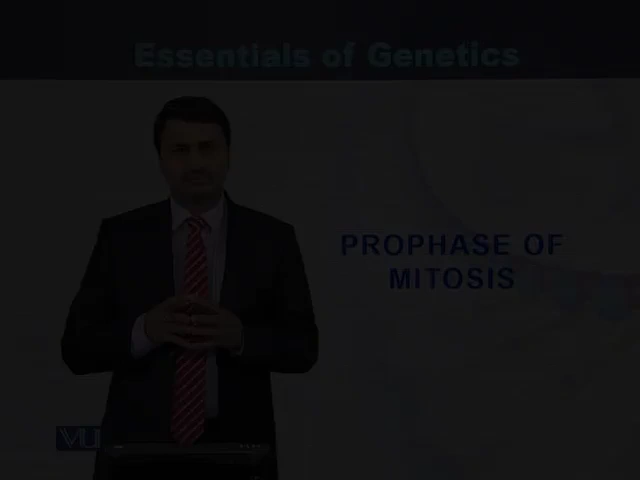 Essentials of Genetics
PROPHASE OF
MITOSIS
VU